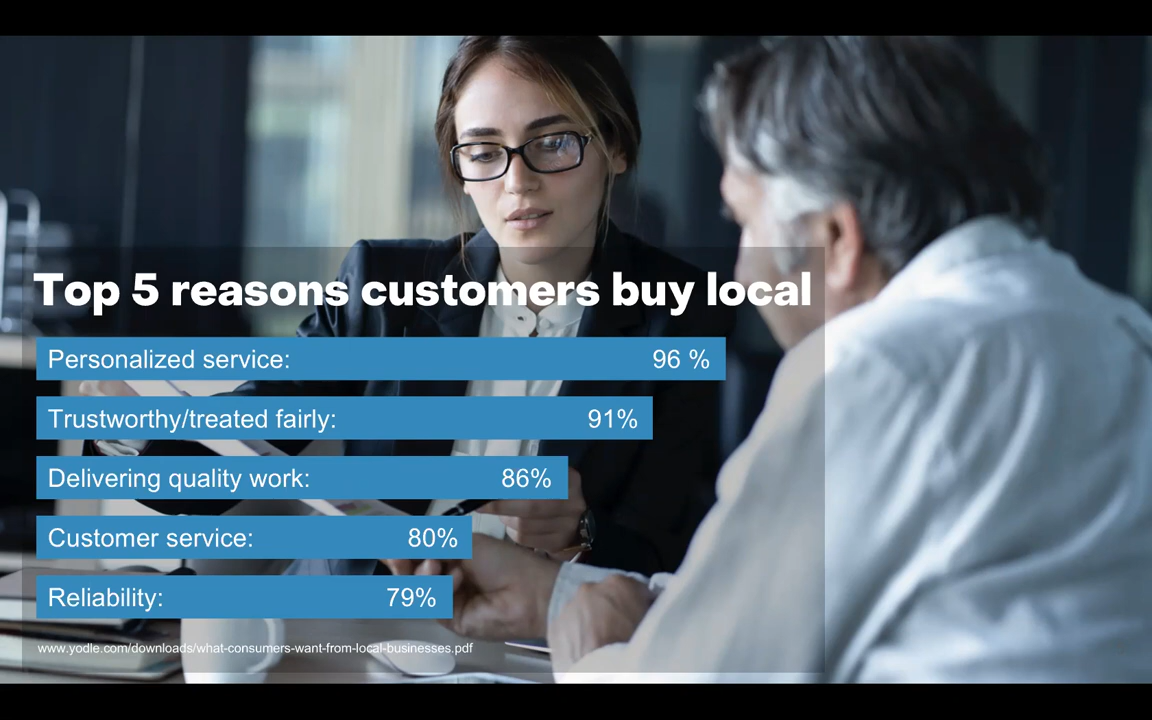 Top 5 reasons customers buy local
Personalized service: 96 %
Trustworthy/treated fairly: 91%
Delivering quality work: 86%
Customer service: 80%
Reliability: 79%
www.yodle.com/downloads/what-consumers-want-from-local-businesses.pdf